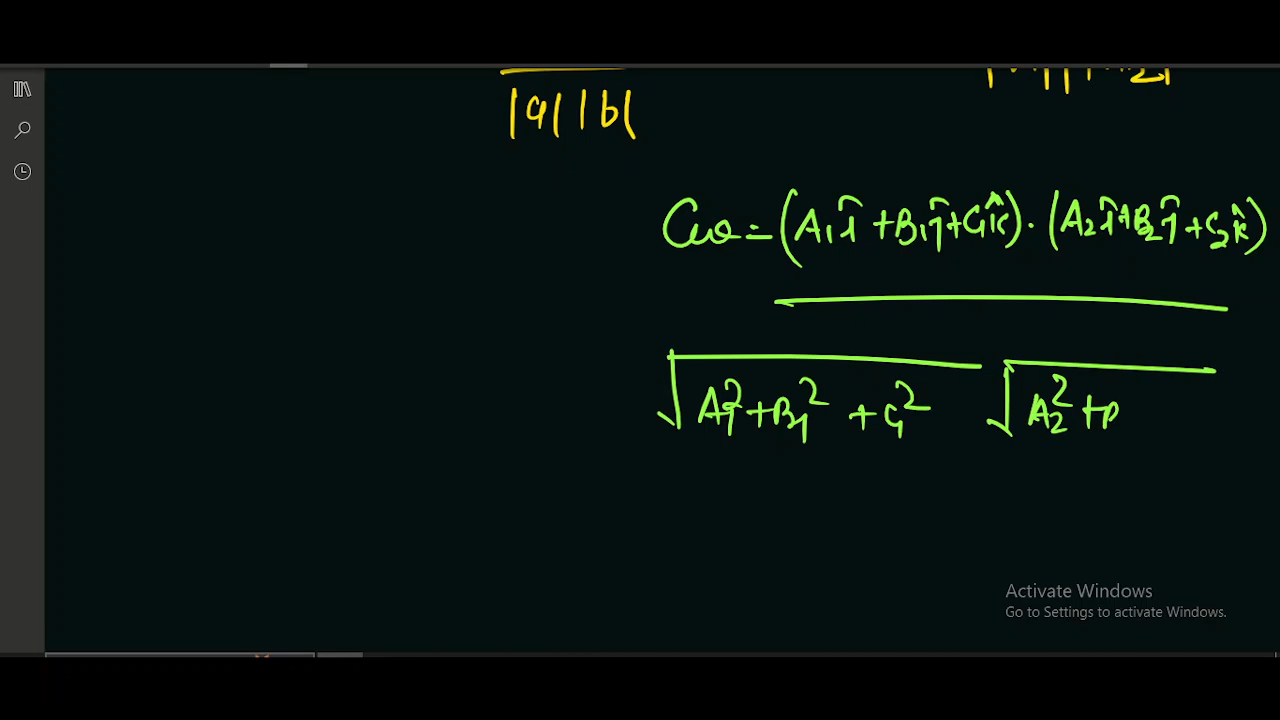 |a| |b|
Cosθ = (A₁î + B₁ĵ + C₁k̂) · (A₂î + B₂ĵ + C₂k̂)
√A₁² + B₁² + C₁² √A₂² + B
Activate Windows
Go to Settings to activate Windows.